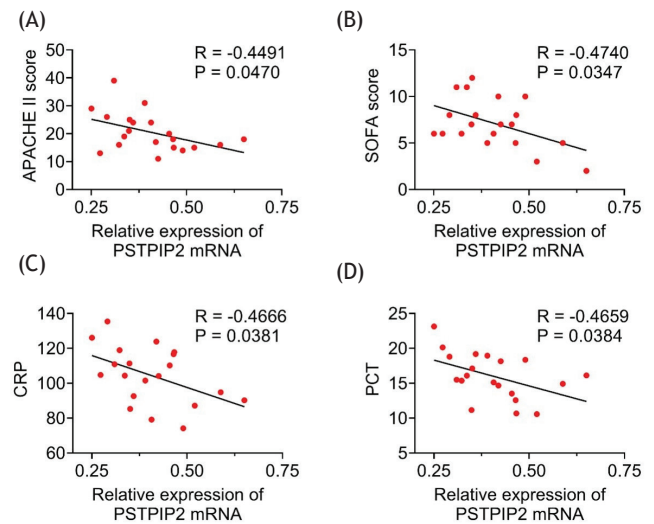 (A)
R = -0.4491
P = 0.0470
APACHE II score
50
40
30
20
10
0
0.25 0.50 0.75
Relative expression of
PSTPIP2 mRNA
(B)
R = -0.4740
P = 0.0347
SOFA score
15
10
5
0
0.25 0.50 0.75
Relative expression of
PSTPIP2 mRNA
(C)
R = -0.4666
P = 0.0381
CRP
140
120
100
80
60
0.25 0.50 0.75
Relative expression of
PSTPIP2 mRNA
(D)
R = -0.4659
P = 0.0384
PCT
25
20
15
10
5
0.25 0.50 0.75
Relative expression of
PSTPIP2 mRNA